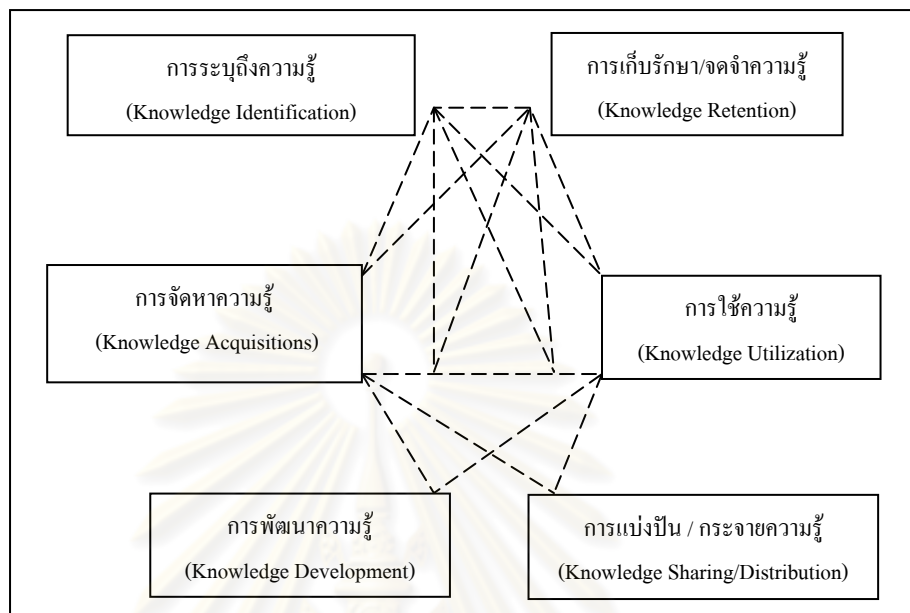 การระบุถึงความรู้
(Knowledge Identification)
การเก็บรักษา/จดจำความรู้
(Knowledge Retention)
การจัดหาความรู้
(Knowledge Acquisitions)
การใช้ความรู้
(Knowledge Utilization)
การพัฒนาความรู้
(Knowledge Development)
การแบ่งปัน / กระจายความรู้
(Knowledge Sharing/Distribution)